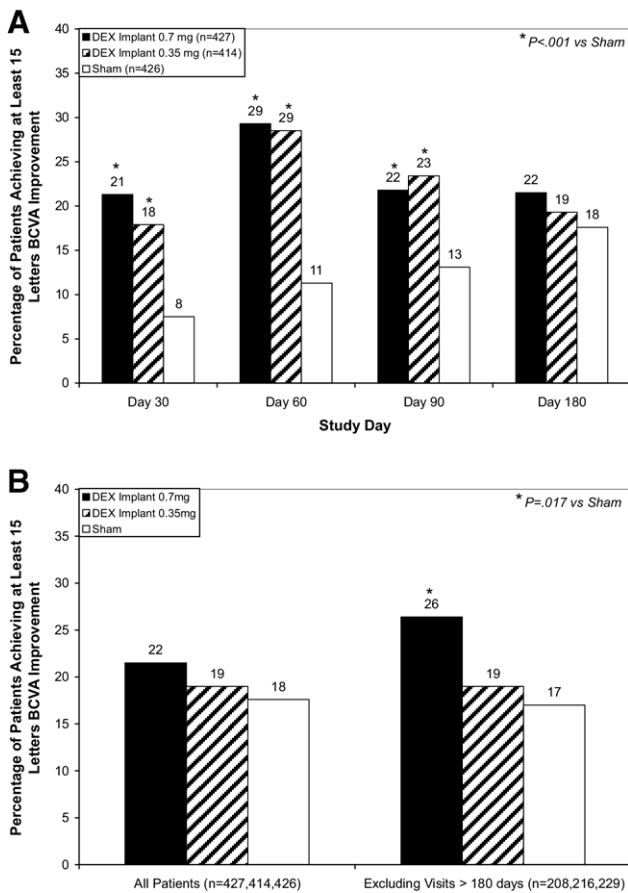 A
DEX Implant 0.7 mg (n=427)
DEX Implant 0.35 mg (n=414)
Sham (n=426)
* P<.001 vs Sham
Percentage of Patients Achieving at Least 15
Letters BCVA Improvement
40
35
30
25
20
15
10
5
0
*
21
*
18
8
*
29
*
29
11
*
22
*
23
13
22
19
18
Day 30
Day 60
Day 90
Day 180
Study Day
B
DEX Implant 0.7mg
DEX Implant 0.35mg
Sham
* P=.017 vs Sham
Percentage of Patients Achieving at Least 15
Letters BCVA Improvement
40
35
30
25
20
15
10
5
0
22
19
18
*
26
19
17
All Patients (n=427,414,426)
Excluding Visits > 180 days (n=208,216,229)